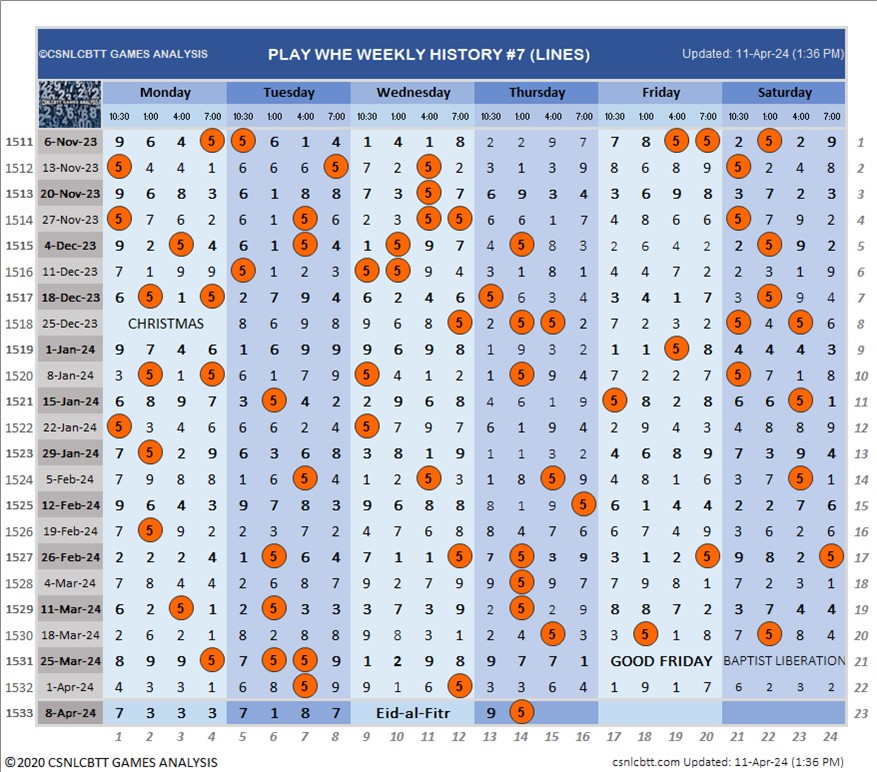 ©CSNLCBTT GAMES ANALYSIS PLAY WHE WEEKLY HISTORY #7 (LINES) Updated: 11-Apr-24 (1:36 PM)
Monday Tuesday Wednesday Thursday Friday Saturday
10:30 1:00 4:00 7:00 10:30 1:00 4:00 7:00 10:30 1:00 4:00 7:00 10:30 1:00 4:00 7:00 10:30 1:00 4:00 7:00 10:30 1:00 4:00 7:00
1511 6-Nov-23 9 6 4 5 5 6 1 4 1 4 1 8 2 2 9 7 7 8 5 5 2 5 2 9 1
1512 13-Nov-23 5 4 4 1 6 6 6 5 7 2 5 2 3 1 3 9 8 6 8 9 5 2 4 8 2
1513 20-Nov-23 9 6 8 3 6 1 8 8 7 3 5 7 6 9 3 4 3 6 9 8 3 7 2 3 3
1514 27-Nov-23 5 7 6 2 6 1 5 6 2 3 5 5 1 1 6 7 4 8 6 6 5 7 9 2 4
1515 4-Dec-23 9 2 5 4 6 1 5 4 1 5 9 7 4 5 8 3 2 6 4 2 2 5 9 2 5
1516 11-Dec-23 7 1 9 9 5 1 2 3 5 5 9 4 3 1 8 1 4 4 7 2 2 3 1 9 6
1517 18-Dec-23 6 5 1 5 2 7 9 4 6 2 4 6 5 6 3 4 3 4 1 7 3 5 9 4 7
1518 25-Dec-23 CHRISTMAS 8 6 9 8 9 6 8 5 2 5 5 2 7 2 3 2 5 4 5 6 8
1519 1-Jan-24 9 7 4 6 1 6 9 9 9 6 9 8 1 9 3 2 1 1 5 8 4 4 4 3 9
1520 8-Jan-24 3 5 1 5 6 1 7 9 5 4 1 2 1 5 9 4 7 2 2 7 5 7 1 8 10
1521 15-Jan-24 6 8 9 7 3 5 4 2 2 9 6 8 4 6 1 9 5 8 2 8 6 6 5 1 11
1522 22-Jan-24 5 3 4 6 6 6 2 4 5 7 9 7 6 1 9 4 2 9 4 3 4 8 8 9 12
1523 29-Jan-24 7 5 2 9 6 3 6 8 3 8 1 9 1 1 3 2 4 6 8 9 7 3 9 4 13
1524 5-Feb-24 7 9 8 8 1 6 5 4 1 2 5 3 1 8 5 9 4 8 1 6 3 7 5 1 14
1525 12-Feb-24 9 6 4 3 9 7 8 3 9 6 8 8 8 1 9 5 6 1 4 4 2 2 7 6 15
1526 19-Feb-24 7 5 9 2 2 3 7 2 4 7 6 8 8 4 7 6 6 7 4 9 3 6 2 6 16
1527 26-Feb-24 2 2 2 4 1 5 6 4 7 1 1 5 7 5 3 9 3 1 2 5 9 8 2 5 17
1528 4-Mar-24 7 8 4 4 2 6 8 7 9 2 7 9 9 5 9 9 7 9 8 1 7 2 3 1 18
1529 11-Mar-24 6 2 5 1 2 5 3 3 3 7 3 9 2 5 2 9 8 8 7 2 3 7 4 4 19
1530 18-Mar-24 2 6 2 1 8 2 8 8 9 8 3 1 2 4 5 3 3 5 1 8 7 5 8 4 20
1531 25-Mar-24 8 9 9 5 7 5 5 9 1 2 9 8 9 7 7 1 GOOD FRIDAY BAPTIST LIBERATION 21
1532 1-Apr-24 4 3 3 1 6 8 5 9 9 1 6 5 3 3 6 4 1 9 1 7 6 2 3 2 22
1533 8-Apr-24 7 3 3 3 7 1 8 7 Eid-al-Fitr 9 5 23
1 2 3 4 5 6 7 8 9 10 11 12 13 14 15 16 17 18 19 20 21 22 23 24
©2020 CSNLCBTT GAMES ANALYSIS csnlcbtt.com Updated: 11-Apr-24 (1:36 PM)